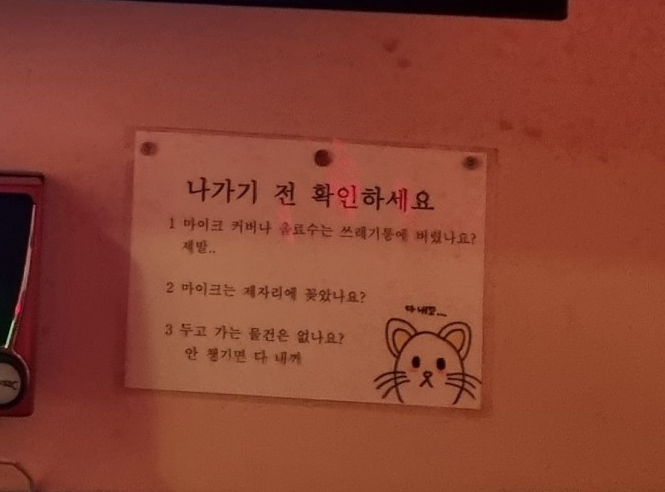 나가기 전 확인하세요
1 마이크 커버나 음료수는 쓰레기통에 버렸나요?
제발..
2 마이크는 제자리에 꽂았나요?
3 두고 가는 물건은 없나요?
안 챙기면 다 내꺼
다 내꺼...